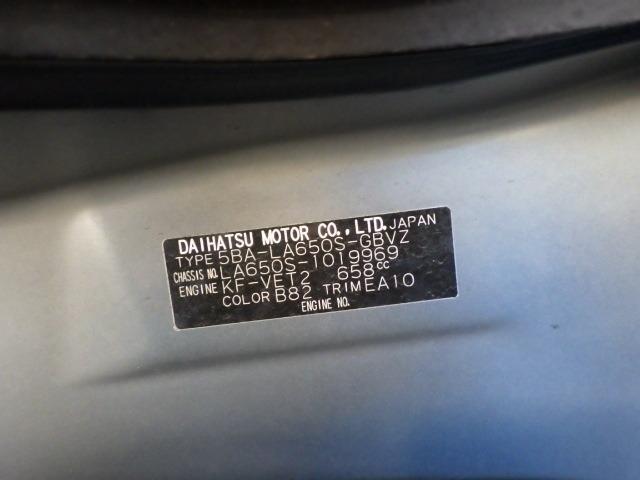 DAIHATSU MOTOR CO., LTD. JAPAN
TYPE 5BA-LA650S-GBVZ
CHASSIS NO. LA650S-1019969
ENGINE KF-VET2 658cc
COLOR B82 TRIM EA10
ENGINE NO.